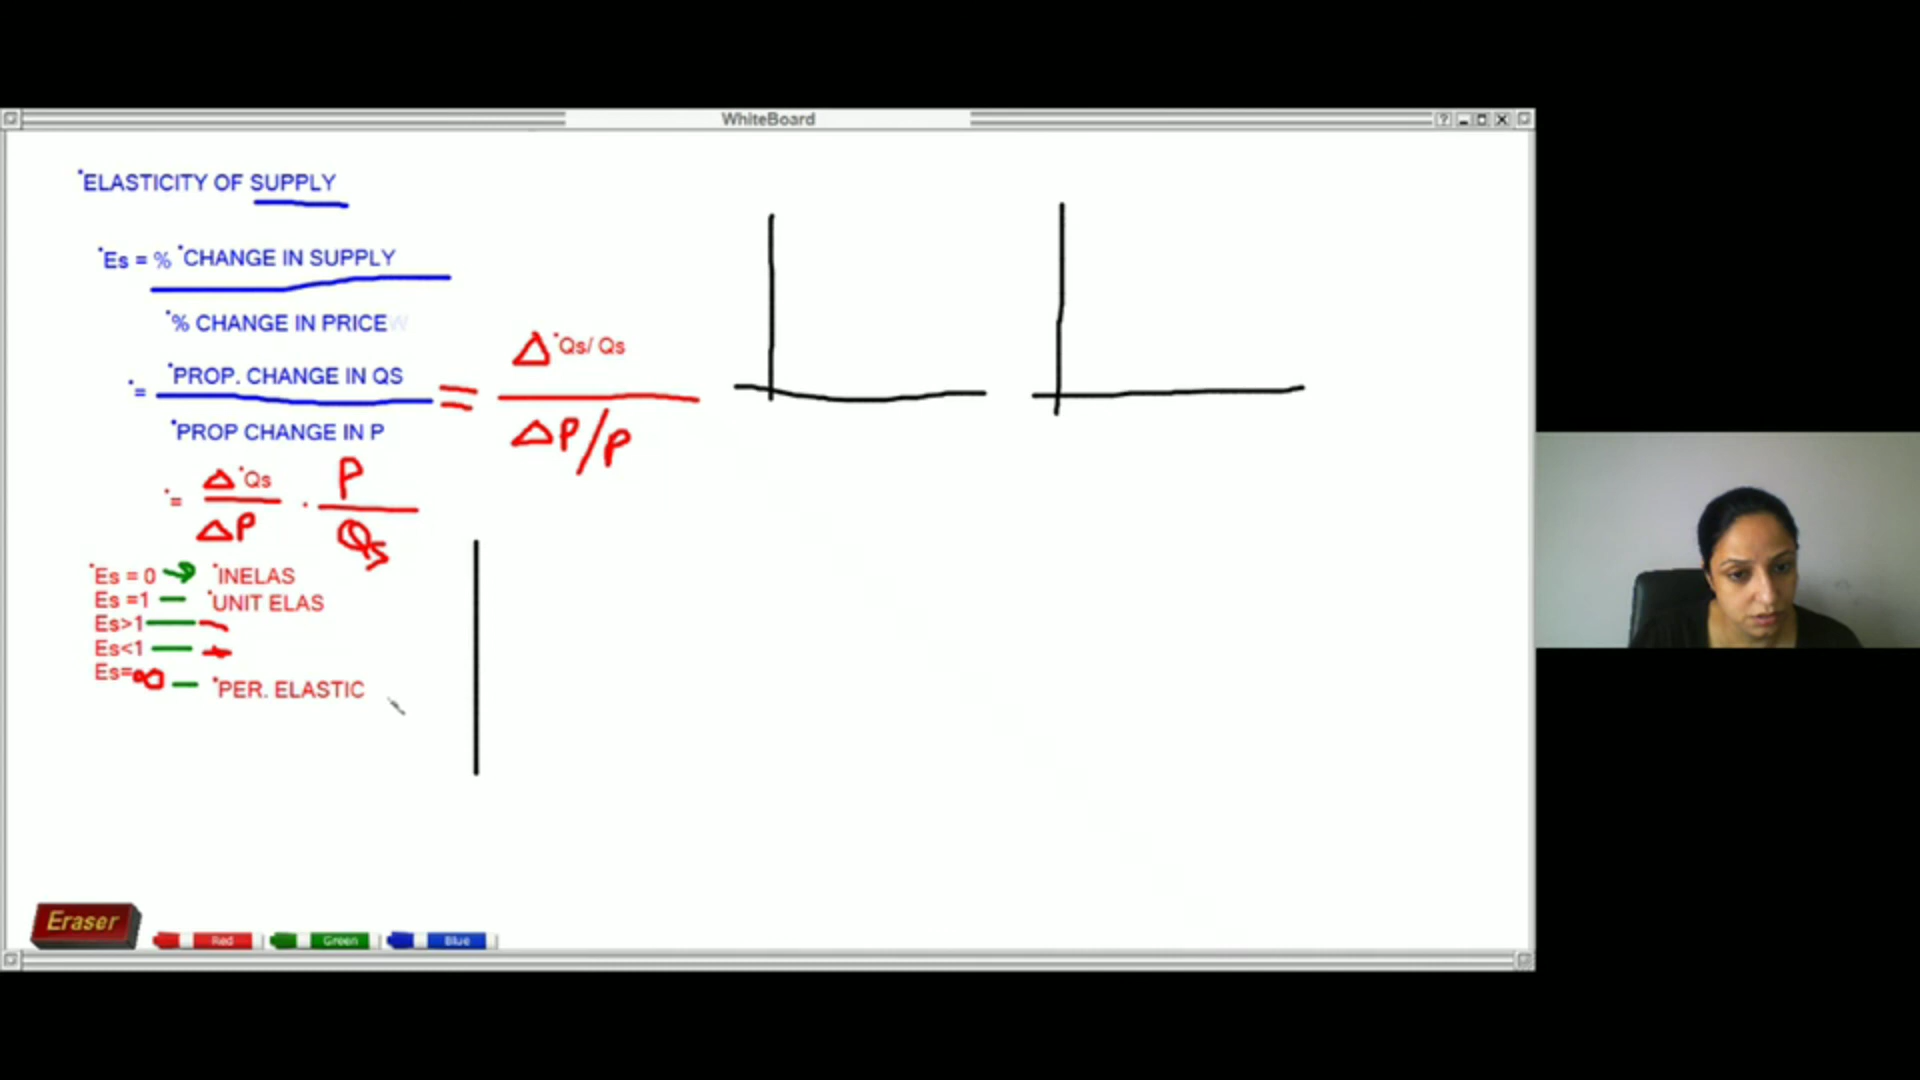 WhiteBoard
ELASTICITY OF SUPPLY
Es = % CHANGE IN SUPPLY
% CHANGE IN PRICE
= PROP. CHANGE IN QS
PROP CHANGE IN P
= Δ Qs/ Qs
ΔP/P
= Δ Qs . P
ΔP Qs
Es = 0 → INELAS
Es =1 — UNIT ELAS
Es>1 —
Es<1 —
Es=∞ — PER. ELASTIC
Eraser
Red
Green
Blue